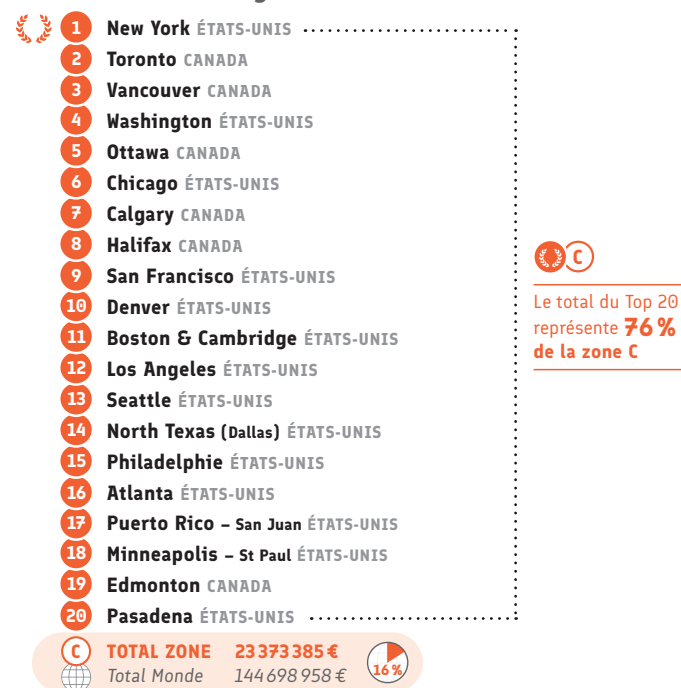 1 New York ÉTATS-UNIS
2 Toronto CANADA
3 Vancouver CANADA
4 Washington ÉTATS-UNIS
5 Ottawa CANADA
6 Chicago ÉTATS-UNIS
7 Calgary CANADA
8 Halifax CANADA
9 San Francisco ÉTATS-UNIS
10 Denver ÉTATS-UNIS
11 Boston & Cambridge ÉTATS-UNIS
12 Los Angeles ÉTATS-UNIS
13 Seattle ÉTATS-UNIS
14 North Texas (Dallas) ÉTATS-UNIS
15 Philadelphie ÉTATS-UNIS
16 Atlanta ÉTATS-UNIS
17 Puerto Rico – San Juan ÉTATS-UNIS
18 Minneapolis – St Paul ÉTATS-UNIS
19 Edmonton CANADA
20 Pasadena ÉTATS-UNIS
C
Le total du Top 20
représente 76 %
de la zone C
C TOTAL ZONE 23 373 385 €
Total Monde 144 698 958 €
16 %